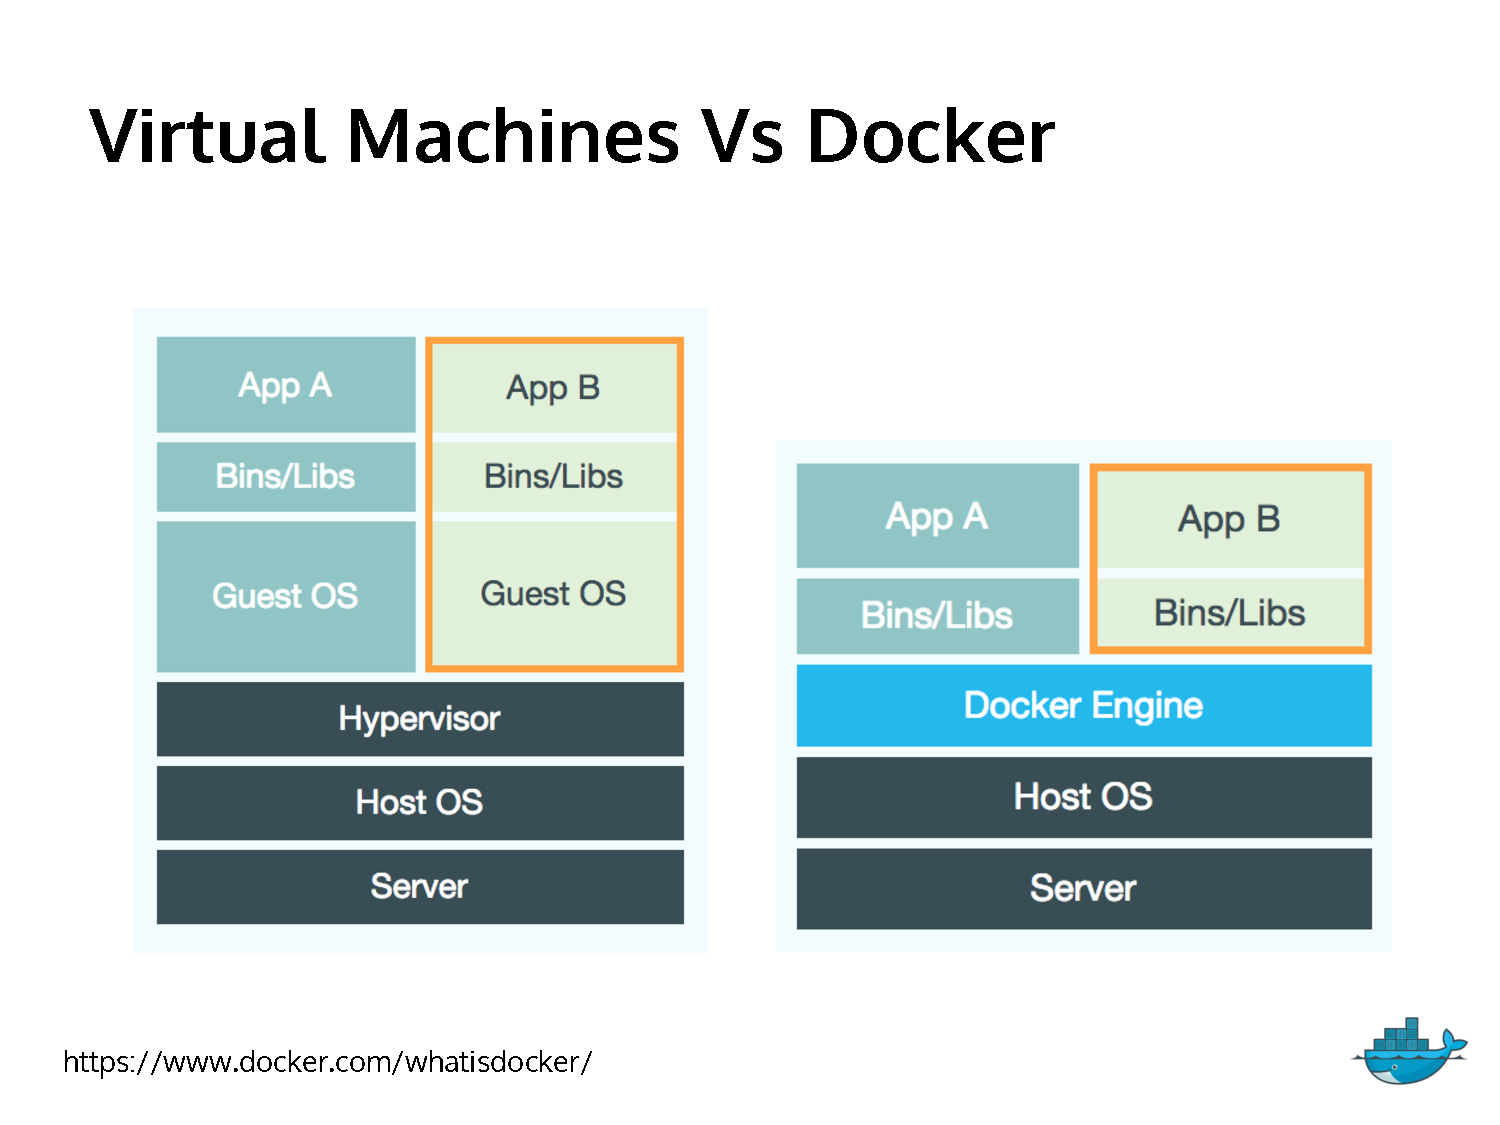 Virtual Machines Vs Docker
App A
App B
Bins/Libs
Bins/Libs
Guest OS
Guest OS
Hypervisor
Host OS
Server
App A
App B
Bins/Libs
Bins/Libs
Docker Engine
Host OS
Server
https://www.docker.com/whatisdocker/